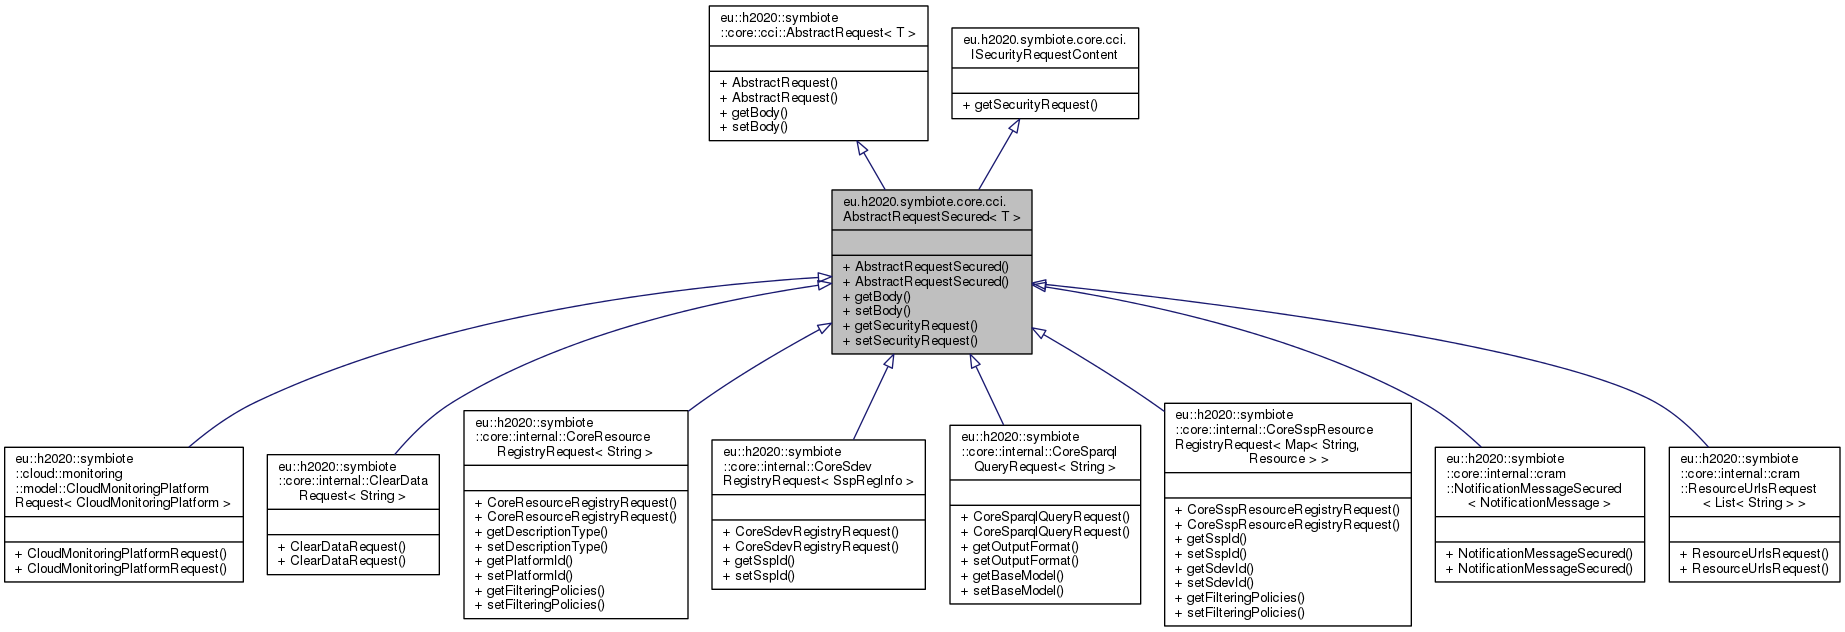 eu::h2020::symbiote
::core::cci::AbstractRequest< T >
+ AbstractRequest()
+ AbstractRequest()
+ getBody()
+ setBody()
eu.h2020.symbiote.core.cci.
ISecurityRequestContent
+ getSecurityRequest()
eu.h2020.symbiote.core.cci.
AbstractRequestSecured< T >
+ AbstractRequestSecured()
+ AbstractRequestSecured()
+ getBody()
+ setBody()
+ getSecurityRequest()
+ setSecurityRequest()
eu::h2020::symbiote
::cloud::monitoring
::model::CloudMonitoringPlatform
Request< CloudMonitoringPlatform >
+ CloudMonitoringPlatformRequest()
+ CloudMonitoringPlatformRequest()
eu::h2020::symbiote
::core::internal::ClearData
Request< String >
+ ClearDataRequest()
+ ClearDataRequest()
eu::h2020::symbiote
::core::internal::CoreResource
RegistryRequest< String >
+ CoreResourceRegistryRequest()
+ CoreResourceRegistryRequest()
+ getDescriptionType()
+ setDescriptionType()
+ getPlatformId()
+ setPlatformId()
+ getFilteringPolicies()
+ setFilteringPolicies()
eu::h2020::symbiote
::core::internal::CoreSdev
RegistryRequest< SspRegInfo >
+ CoreSdevRegistryRequest()
+ CoreSdevRegistryRequest()
+ getSspId()
+ setSspId()
eu::h2020::symbiote
::core::internal::CoreSparql
QueryRequest< String >
+ CoreSparqlQueryRequest()
+ CoreSparqlQueryRequest()
+ getOutputFormat()
+ setOutputFormat()
+ getBaseModel()
+ setBaseModel()
eu::h2020::symbiote
::core::internal::CoreSspResource
RegistryRequest< Map< String,
Resource > >
+ CoreSspResourceRegistryRequest()
+ CoreSspResourceRegistryRequest()
+ getSspId()
+ setSspId()
+ getSdevId()
+ setSdevId()
+ getFilteringPolicies()
+ setFilteringPolicies()
eu::h2020::symbiote
::core::internal::cram
::NotificationMessageSecured
< NotificationMessage >
+ NotificationMessageSecured()
+ NotificationMessageSecured()
eu::h2020::symbiote
::core::internal::cram
::ResourceUrlsRequest
< List< String > >
+ ResourceUrlsRequest()
+ ResourceUrlsRequest()